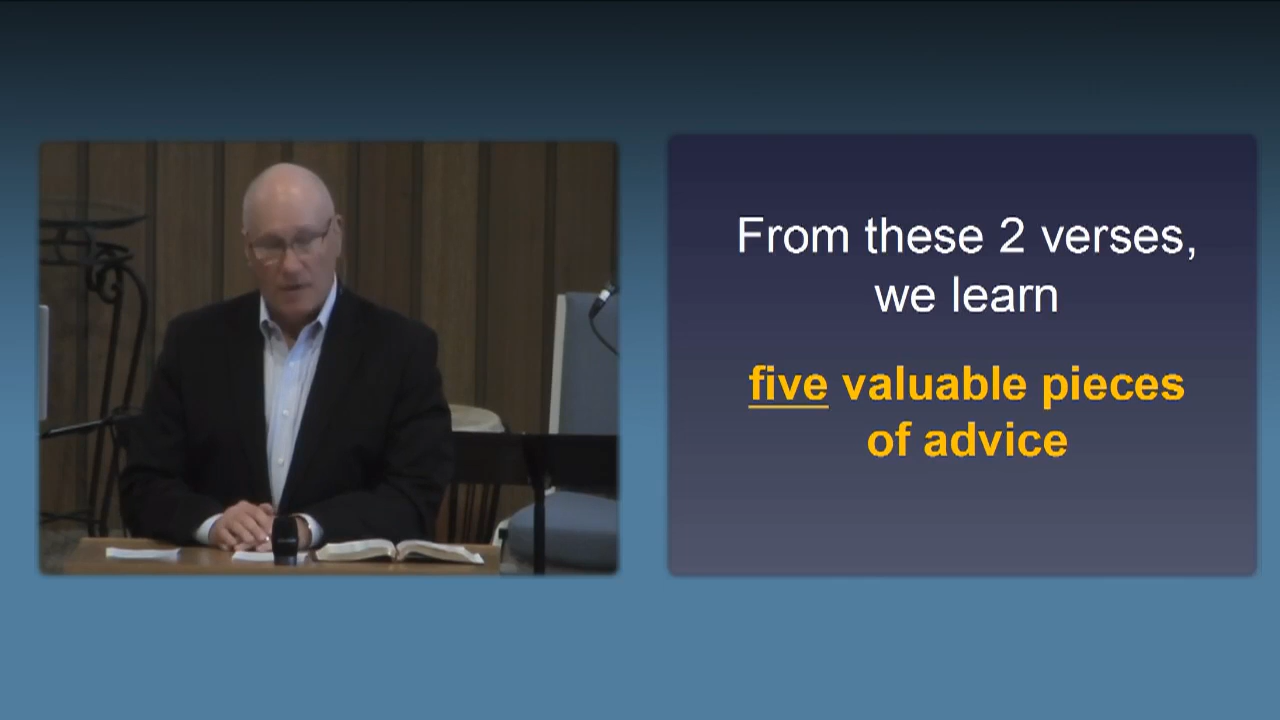 From these 2 verses,
we learn
five valuable pieces
of advice